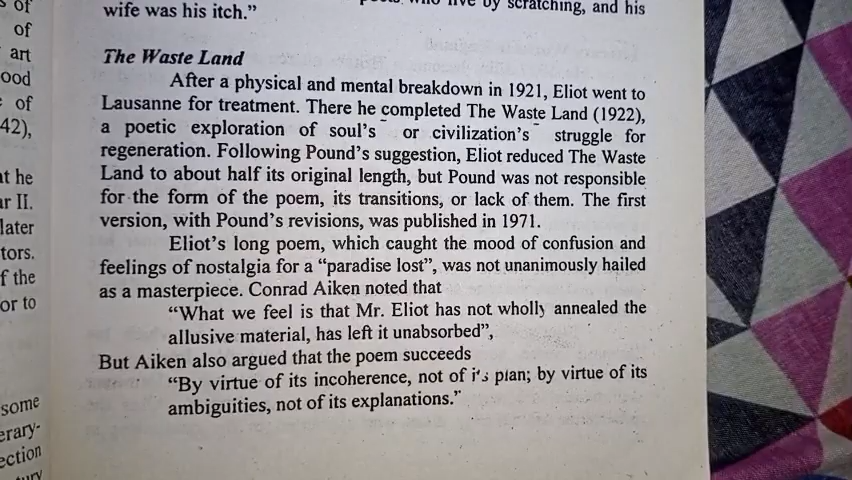 s of
of
art
ood
of
42),
at he
ar II.
later
tors.
f the
or to
some
erary-
ection
tury
who live by scratching, and his
wife was his itch.”
The Waste Land
After a physical and mental breakdown in 1921, Eliot went to
Lausanne for treatment. There he completed The Waste Land (1922),
a poetic exploration of soul’s or civilization’s struggle for
regeneration. Following Pound’s suggestion, Eliot reduced The Waste
Land to about half its original length, but Pound was not responsible
for the form of the poem, its transitions, or lack of them. The first
version, with Pound’s revisions, was published in 1971.
Eliot’s long poem, which caught the mood of confusion and
feelings of nostalgia for a “paradise lost”, was not unanimously hailed
as a masterpiece. Conrad Aiken noted that
“What we feel is that Mr. Eliot has not wholly annealed the
allusive material, has left it unabsorbed”,
But Aiken also argued that the poem succeeds
“By virtue of its incoherence, not of its plan; by virtue of its
ambiguities, not of its explanations.”